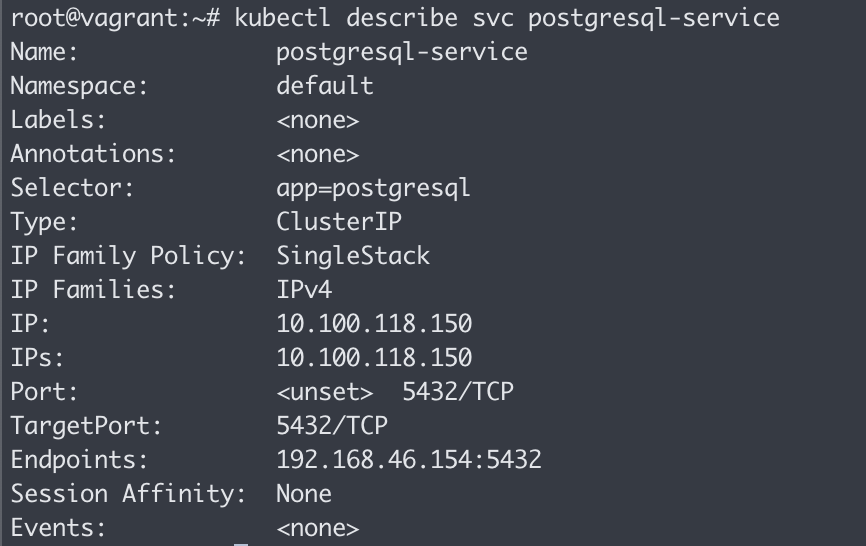 root@vagrant:~# kubectl describe svc postgresql-service
Name:              postgresql-service
Namespace:         default
Labels:            <none>
Annotations:       <none>
Selector:          app=postgresql
Type:              ClusterIP
IP Family Policy:  SingleStack
IP Families:       IPv4
IP:                10.100.118.150
IPs:               10.100.118.150
Port:              <unset>  5432/TCP
TargetPort:        5432/TCP
Endpoints:         192.168.46.154:5432
Session Affinity:  None
Events:            <none>